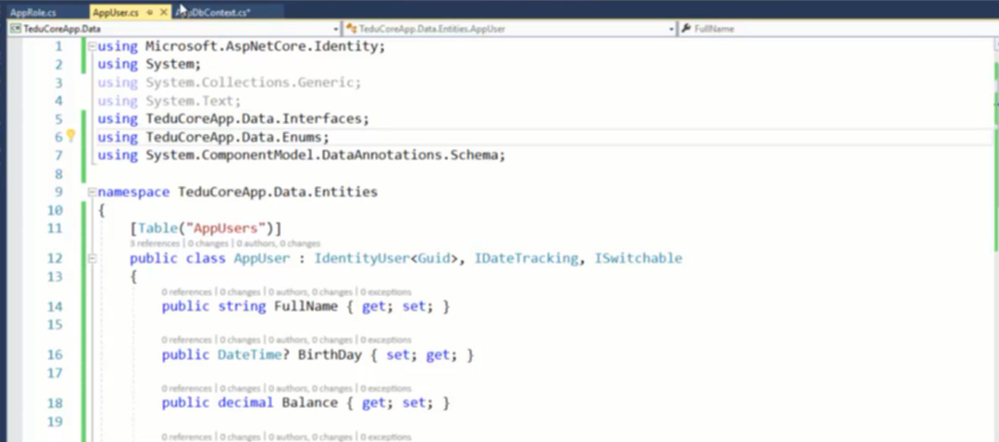 AppRole.cs AppUser.cs AppDbContext.cs*
TeduCoreApp.Data TeduCoreApp.Data.Entities.AppUser FullName
1 using Microsoft.AspNetCore.Identity;
2 using System;
3 using System.Collections.Generic;
4 using System.Text;
5 using TeduCoreApp.Data.Interfaces;
6 using TeduCoreApp.Data.Enums;
7 using System.ComponentModel.DataAnnotations.Schema;
8
9 namespace TeduCoreApp.Data.Entities
10 {
11 [Table("AppUsers")]
3 references | 0 changes | 0 authors, 0 changes
12 public class AppUser : IdentityUser<Guid>, IDateTracking, ISwitchable
13 {
0 references | 0 changes | 0 authors, 0 changes | 0 exceptions
14 public string FullName { get; set; }
15
0 references | 0 changes | 0 authors, 0 changes | 0 exceptions
16 public DateTime? BirthDay { set; get; }
17
0 references | 0 changes | 0 authors, 0 changes | 0 exceptions
18 public decimal Balance { get; set; }
19
0 references | 0 changes | 0 authors, 0 changes | 0 exceptions